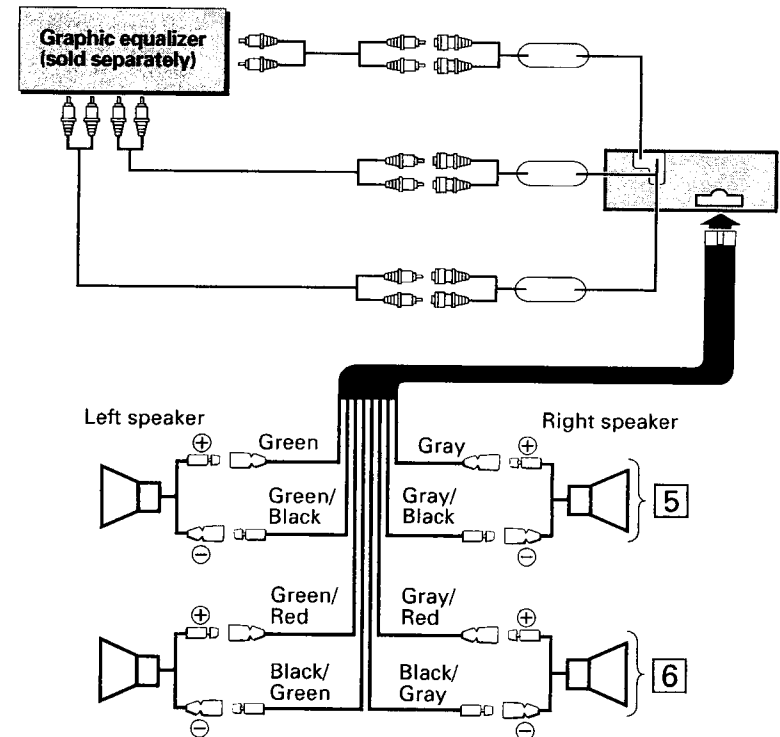 Graphic equalizer
(sold separately)
Left speaker
Right speaker
⊕
Green
Gray
⊕
Green/
Black
Gray/
Black
5
⊖
⊖
⊕
Green/
Red
Gray/
Red
⊕
Black/
Green
Black/
Gray
6
⊖
⊖